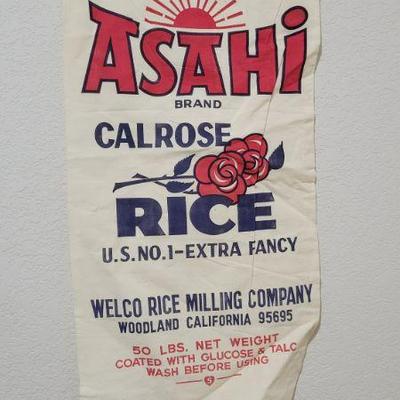 ASAHi
BRAND
CALROSE
RICE
U.S.NO.1-EXTRA FANCY
WELCO RICE MILLING COMPANY
WOODLAND CALIFORNIA 95695
50 LBS. NET WEIGHT
COATED WITH GLUCOSE & TALC
WASH BEFORE USING